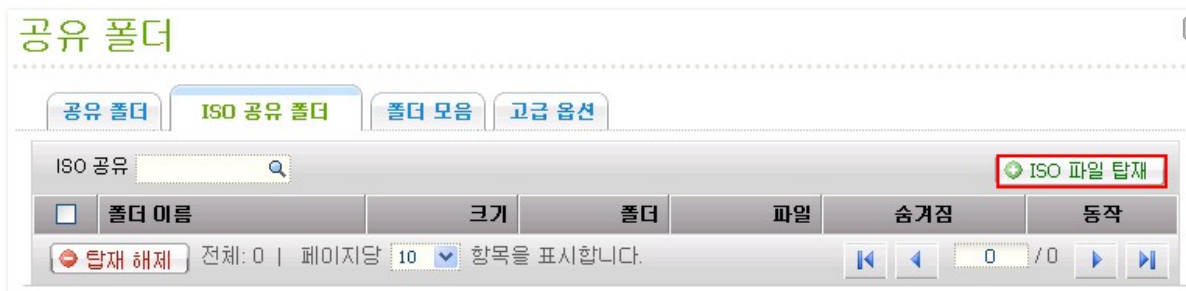 공유 폴더
공유 폴더 ISO 공유 폴더 폴더 모음 고급 옵션
ISO 공유 ISO 파일 탑재
폴더 이름 크기 폴더 파일 숨겨짐 동작
탑재 해제 전체: 0 | 페이지당 10 항목을 표시합니다. 0 / 0